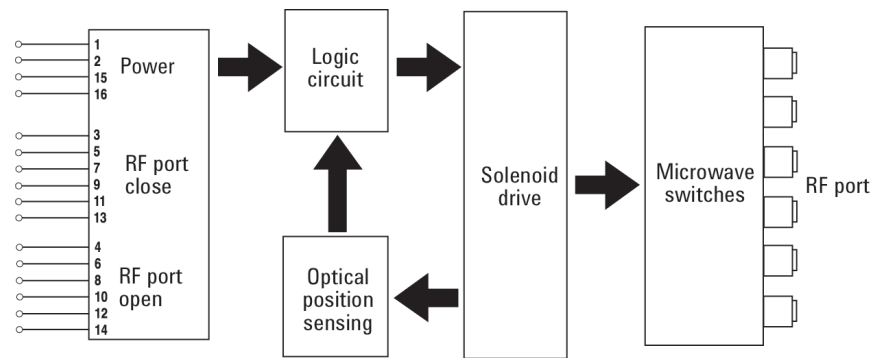 1
2
15
16
Power
3
5
7
9
11
13
RF port
close
4
6
8
10
12
14
RF port
open
Logic
circuit
Optical
position
sensing
Solenoid
drive
Microwave
switches
RF port